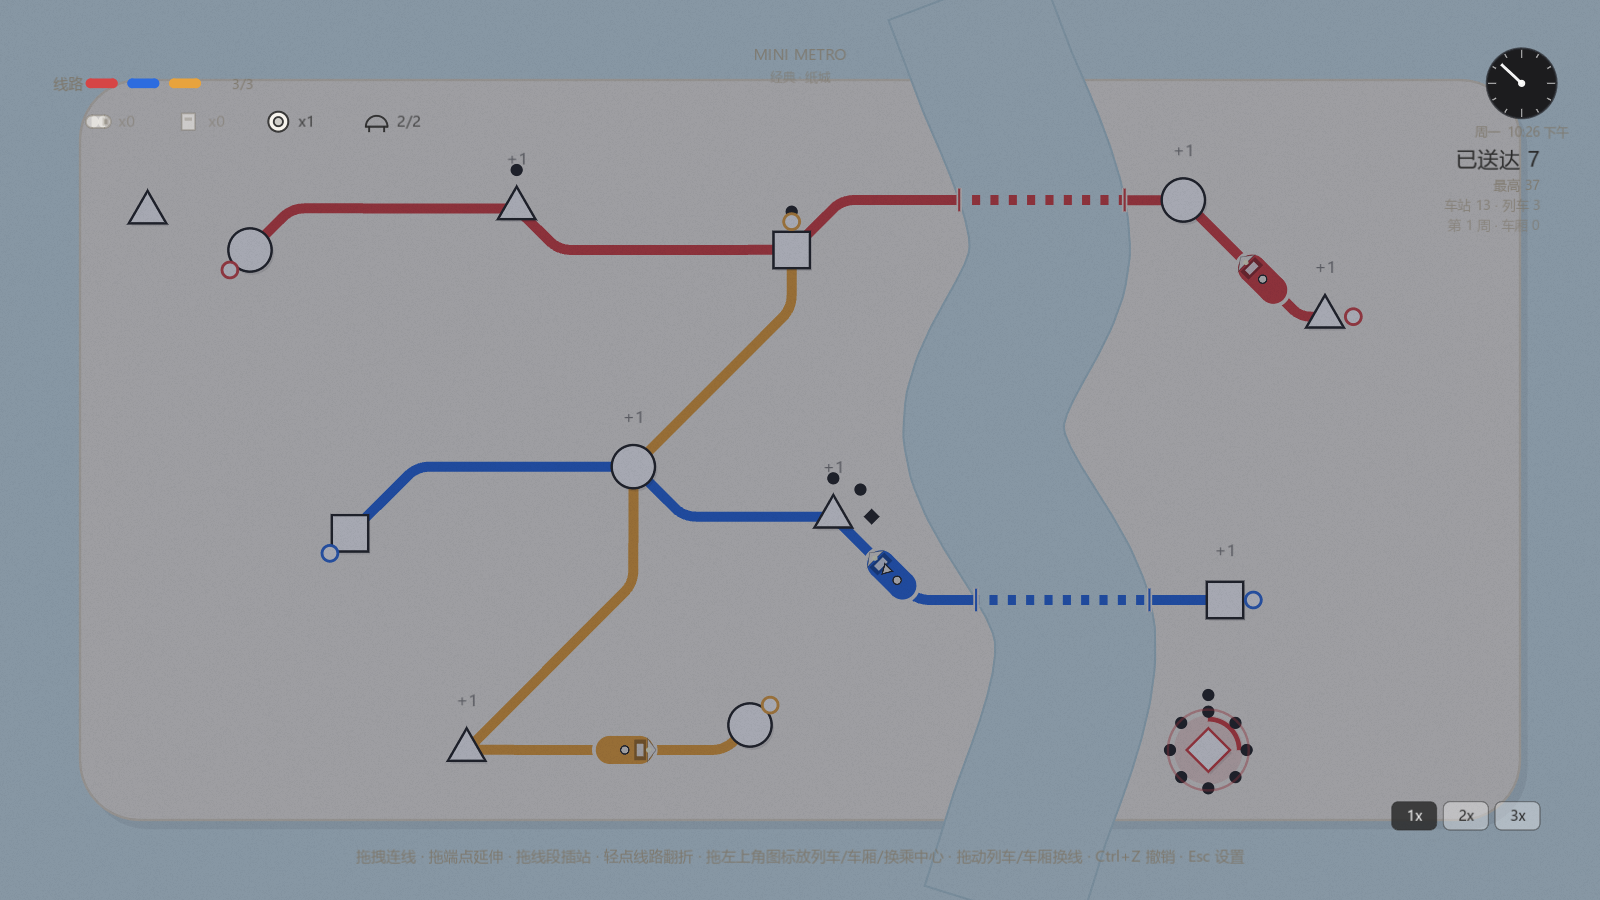 MINI METRO
经典 · 纸城
线路 3/3
x0 x0 x1 2/2
周一 10:26 下午
已送达 7
最高 37
车站 13 · 列车 3
第 1 周 · 车厢 0
+1
+1
+1
+1
+1
+1
+1
1x 2x 3x
拖拽连线 · 拖端点延伸 · 拖线段插站 · 轻点线路翻折 · 拖左上角图标放列车/车厢/换乘中心 · 拖动列车/车厢换线 · Ctrl+Z 撤销 · Esc 设置